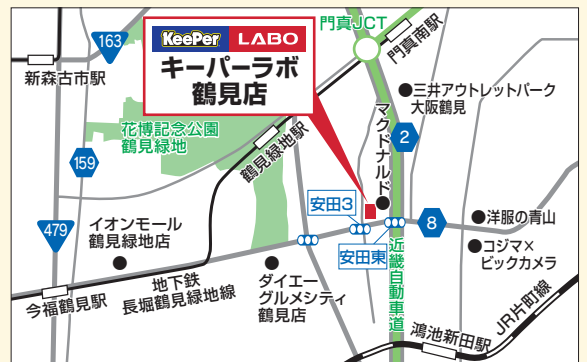 門真JCT
163
KeePer LABO
門真南駅
新森古市駅
キーパーラボ
鶴見店
三井アウトレットパーク
大阪鶴見
花博記念公園
鶴見緑地
鶴見緑地駅
マクドナルド
2
159
安田3
479
イオンモール
鶴見緑地店
洋服の青山
8
安田東
コジマ×
ビックカメラ
近畿自動車道
地下鉄
長堀鶴見緑地線
ダイエー
グルメシティ
鶴見店
今福鶴見駅
JR片町線
鴻池新田駅